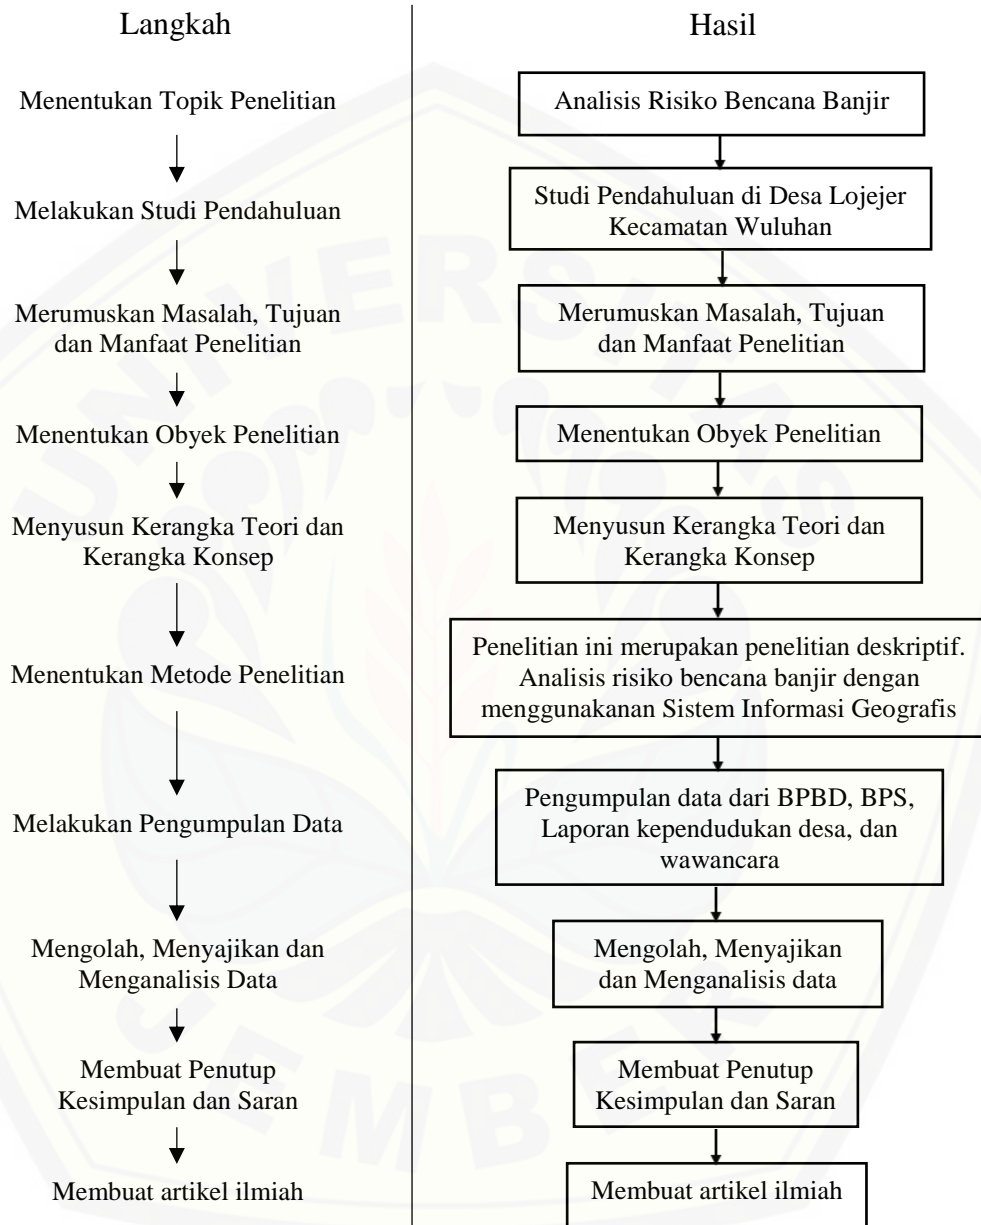 Langkah
Hasil
Menentukan Topik Penelitian
Analisis Risiko Bencana Banjir
Melakukan Studi Pendahuluan
Studi Pendahuluan di Desa Lojejer
Kecamatan Wuluhan
Merumuskan Masalah, Tujuan
dan Manfaat Penelitian
Merumuskan Masalah, Tujuan
dan Manfaat Penelitian
Menentukan Obyek Penelitian
Menentukan Obyek Penelitian
Menyusun Kerangka Teori dan
Kerangka Konsep
Menyusun Kerangka Teori dan
Kerangka Konsep
Menentukan Metode Penelitian
Penelitian ini merupakan penelitian deskriptif.
Analisis risiko bencana banjir dengan
menggunakanan Sistem Informasi Geografis
Melakukan Pengumpulan Data
Pengumpulan data dari BPBD, BPS,
Laporan kependudukan desa, dan
wawancara
Mengolah, Menyajikan dan
Menganalisis Data
Mengolah, Menyajikan
dan Menganalisis data
Membuat Penutup
Kesimpulan dan Saran
Membuat Penutup
Kesimpulan dan Saran
Membuat artikel ilmiah
Membuat artikel ilmiah
UNIVERSITAS
JEMBER